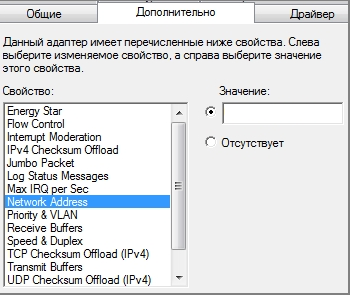 Общие
Дополнительно
Драйвер
Данный адаптер имеет перечисленные ниже свойства. Слева
выберите изменяемое свойство, а справа выберите значение
этого свойства.
Свойство:
Energy Star
Flow Control
Interrupt Moderation
IPv4 Checksum Offload
Jumbo Packet
Log Status Messages
Max IRQ per Sec
Network Address
Priority & VLAN
Receive Buffers
Speed & Duplex
TCP Checksum Offload (IPv4)
Transmit Buffers
UDP Checksum Offload (IPv4)
Значение:
Отсутствует